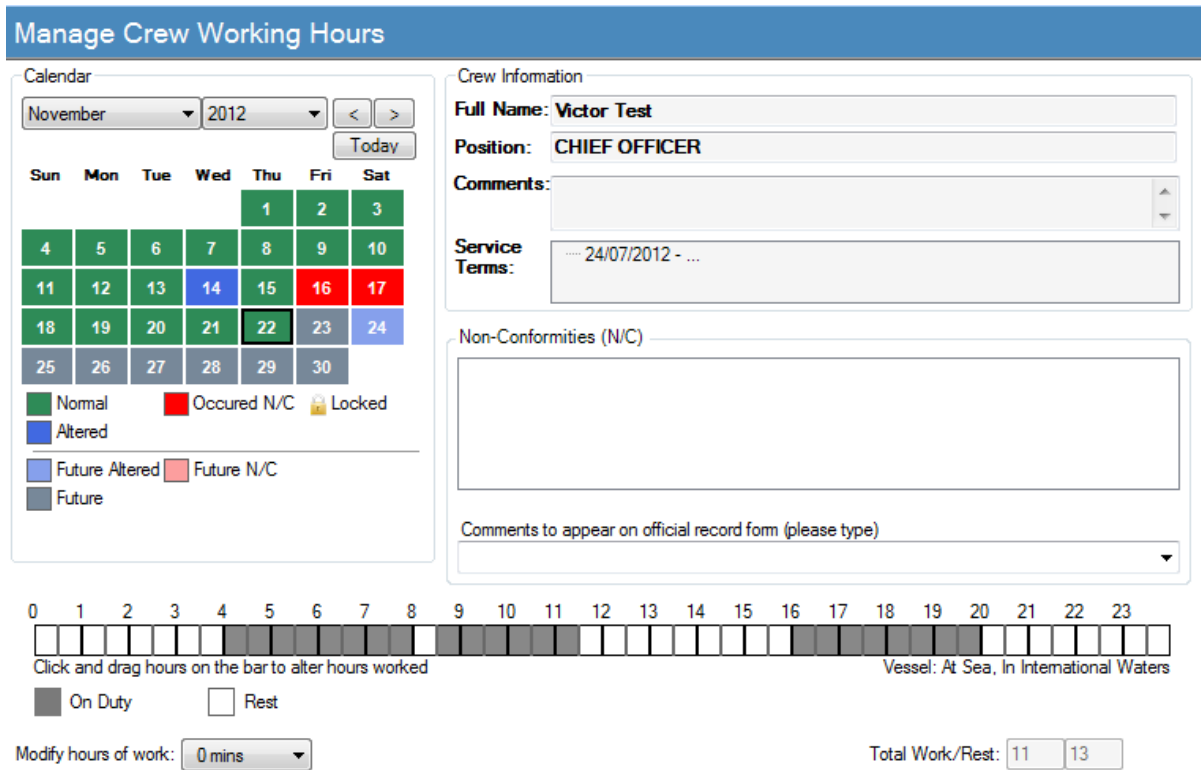 Manage Crew Working Hours
Calendar
November 2012 < >
Today
Sun Mon Tue Wed Thu Fri Sat
1 2 3
4 5 6 7 8 9 10
11 12 13 14 15 16 17
18 19 20 21 22 23 24
25 26 27 28 29 30
Normal Occured N/C Locked
Altered
Future Altered Future N/C
Future
Crew Information
Full Name: Victor Test
Position: CHIEF OFFICER
Comments:
Service Terms: 24/07/2012 - ...
Non-Conformities (N/C)
Comments to appear on official record form (please type)
0 1 2 3 4 5 6 7 8 9 10 11 12 13 14 15 16 17 18 19 20 21 22 23
Click and drag hours on the bar to alter hours worked Vessel: At Sea, In International Waters
On Duty Rest
Modify hours of work: 0 mins Total Work/Rest: 11 13